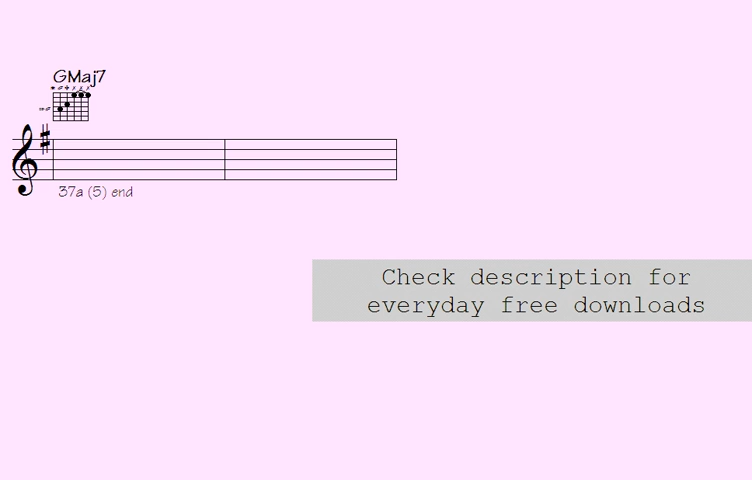 GMaj7
37a (5) end
Check description for
everyday free downloads